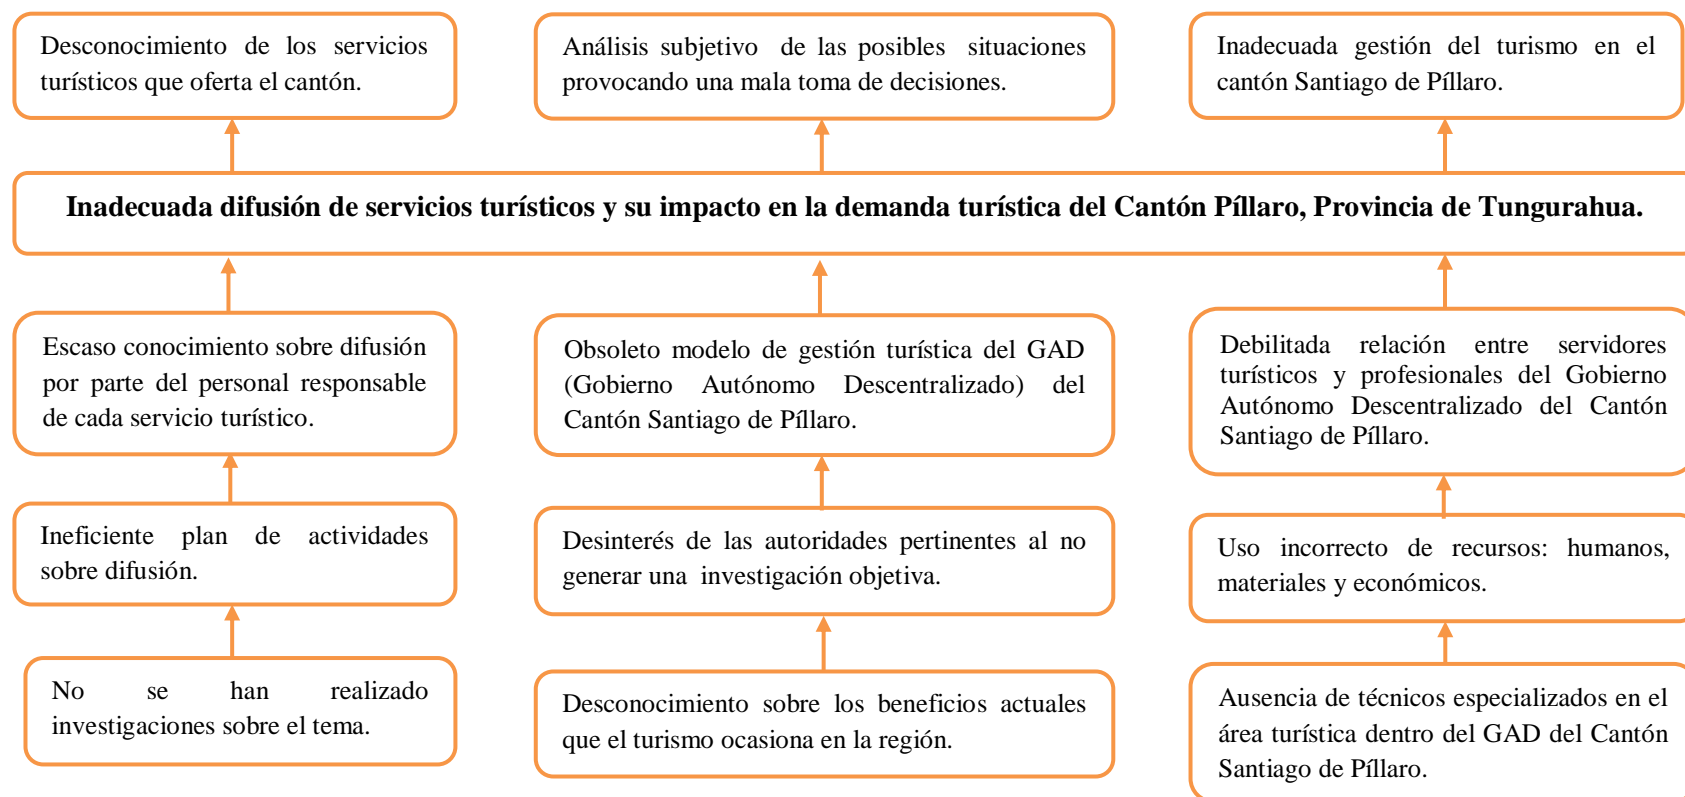 Desconocimiento de los servicios
turísticos que oferta el cantón.
Análisis subjetivo de las posibles situaciones
provocando una mala toma de decisiones.
Inadecuada gestión del turismo en el
cantón Santiago de Píllaro.
Inadecuada difusión de servicios turísticos y su impacto en la demanda turística del Cantón Píllaro, Provincia de Tungurahua.
Escaso conocimiento sobre difusión
por parte del personal responsable
de cada servicio turístico.
Obsoleto modelo de gestión turística del GAD
(Gobierno Autónomo Descentralizado) del
Cantón Santiago de Píllaro.
Debilitada relación entre servidores
turísticos y profesionales del Gobierno
Autónomo Descentralizado del Cantón
Santiago de Píllaro.
Ineficiente plan de actividades
sobre difusión.
Desinterés de las autoridades pertinentes al no
generar una investigación objetiva.
Uso incorrecto de recursos: humanos,
materiales y económicos.
No se han realizado
investigaciones sobre el tema.
Desconocimiento sobre los beneficios actuales
que el turismo ocasiona en la región.
Ausencia de técnicos especializados en el
área turística dentro del GAD del Cantón
Santiago de Píllaro.